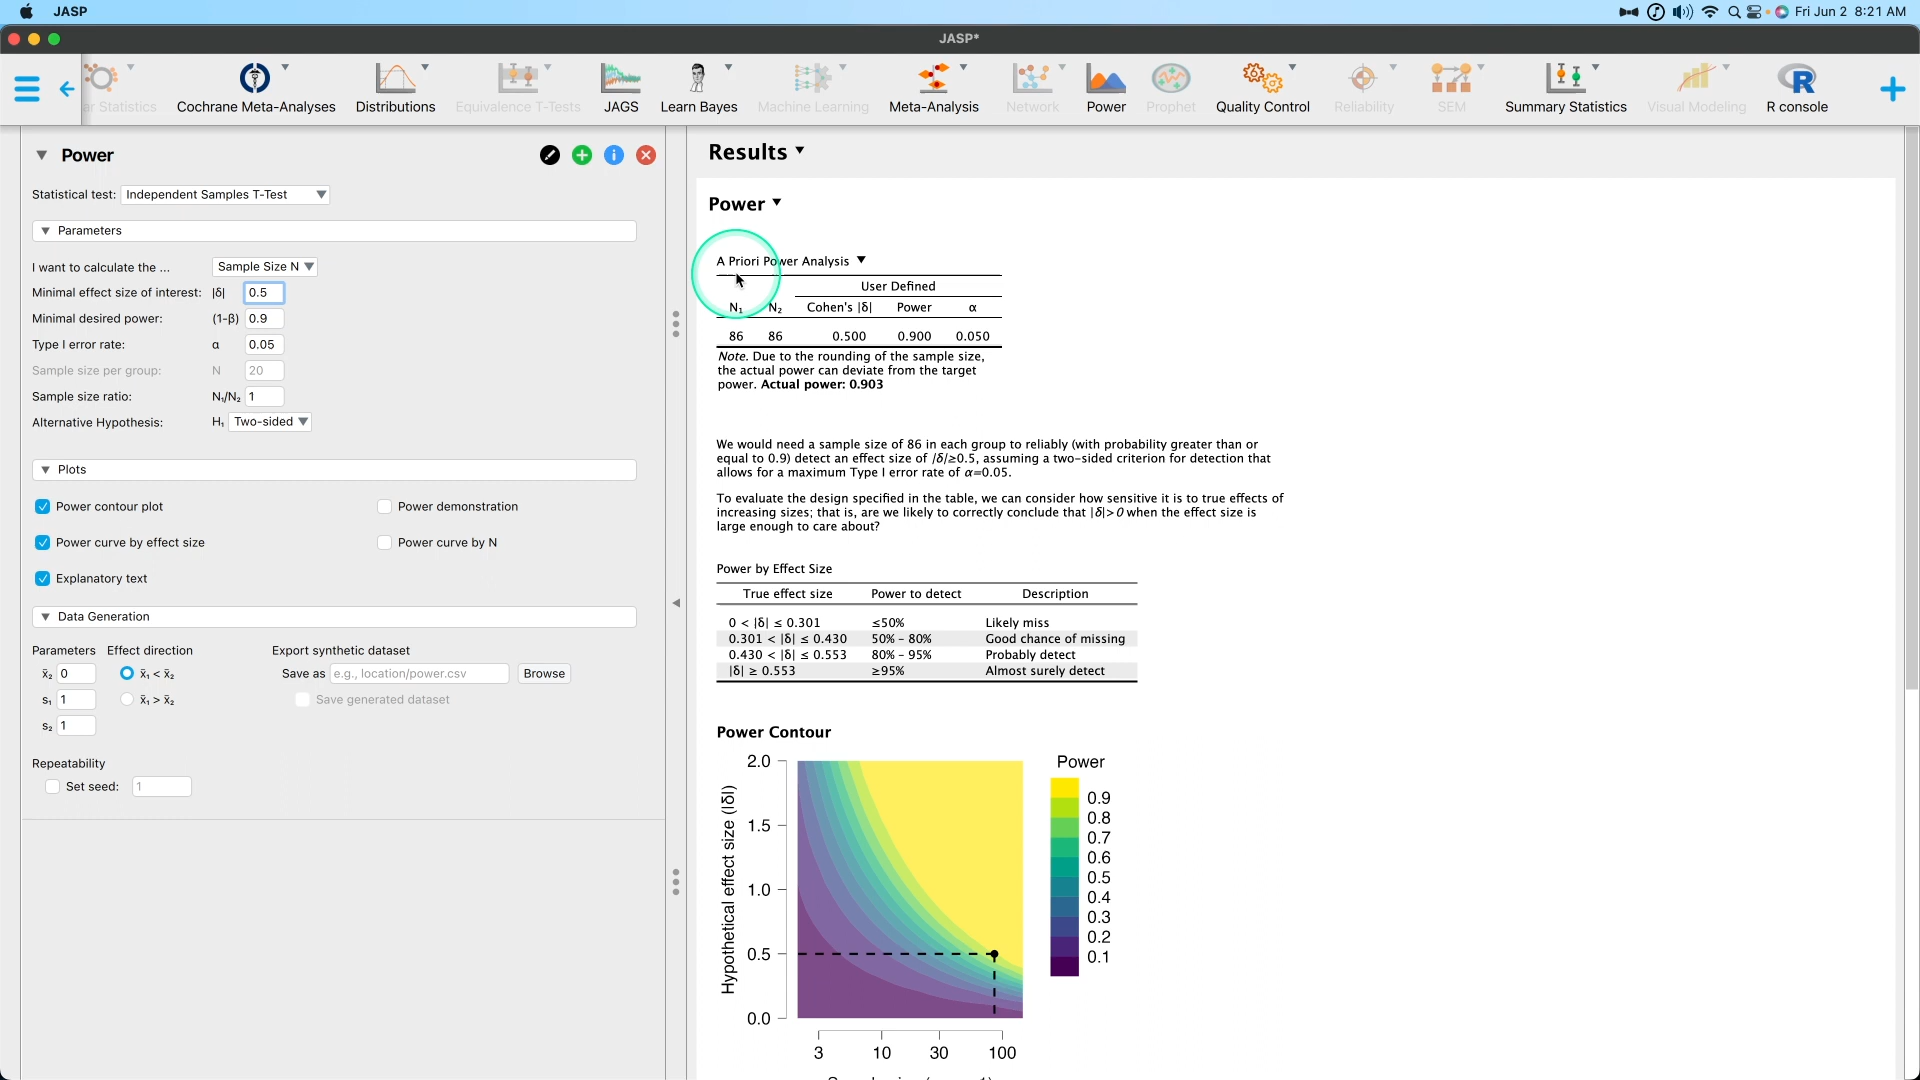 JASP
Fri Jun 2 8:21 AM
JASP*
ar Statistics
Cochrane Meta-Analyses
Distributions
Equivalence T-Tests
JAGS
Learn Bayes
Machine Learning
Meta-Analysis
Network
Power
Prophet
Quality Control
Reliability
SEM
Summary Statistics
Visual Modeling
R console
Power
Statistical test: Independent Samples T-Test
Parameters
I want to calculate the ... Sample Size N
Minimal effect size of interest: |δ| 0.5
Minimal desired power: (1-β) 0.9
Type I error rate: α 0.05
Sample size per group: N 20
Sample size ratio: N₁/N₂ 1
Alternative Hypothesis: H₁ Two-sided
Plots
Power contour plot
Power demonstration
Power curve by effect size
Power curve by N
Explanatory text
Data Generation
Parameters Effect direction Export synthetic dataset
x̄₂ 0 x̄₁ < x̄₂ Save as e.g., location/power.csv Browse
s₁ 1 x̄₁ > x̄₂ Save generated dataset
s₂ 1
Repeatability
Set seed: 1
Results
Power
A Priori Power Analysis
User Defined
N₁ N₂ Cohen's |δ| Power α
86 86 0.500 0.900 0.050
Note. Due to the rounding of the sample size,
the actual power can deviate from the target
power. Actual power: 0.903
We would need a sample size of 86 in each group to reliably (with probability greater than or
equal to 0.9) detect an effect size of |δ|≥0.5, assuming a two-sided criterion for detection that
allows for a maximum Type I error rate of α=0.05.
To evaluate the design specified in the table, we can consider how sensitive it is to true effects of
increasing sizes; that is, are we likely to correctly conclude that |δ|>0 when the effect size is
large enough to care about?
Power by Effect Size
True effect size Power to detect Description
0 < |δ| ≤ 0.301 ≤50% Likely miss
0.301 < |δ| ≤ 0.430 50% – 80% Good chance of missing
0.430 < |δ| ≤ 0.553 80% – 95% Probably detect
|δ| ≥ 0.553 ≥95% Almost surely detect
Power Contour
Hypothetical effect size (|δ|)
2.0
1.5
1.0
0.5
0.0
3 10 30 100
Power
0.9
0.8
0.7
0.6
0.5
0.4
0.3
0.2
0.1